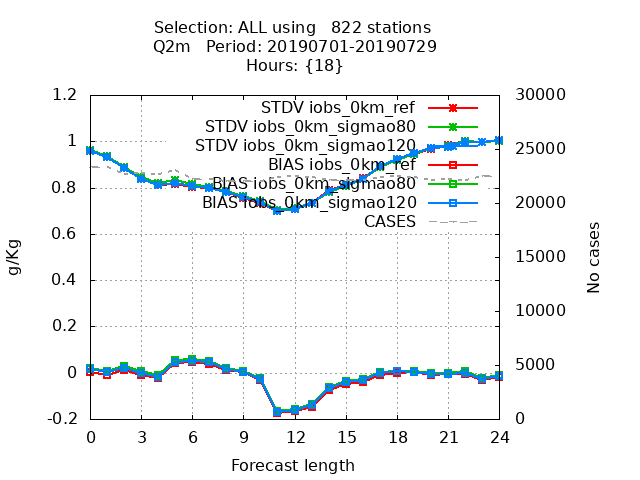 Selection: ALL using   822 stations
Q2m   Period: 20190701-20190729
Hours: {18}
1.2
1
0.8
0.6
0.4
0.2
0
-0.2
g/Kg
STDV iobs_0km_ref
STDV iobs_0km_sigmao80
STDV iobs_0km_sigmao120
BIAS iobs_0km_ref
BIAS iobs_0km_sigmao80
BIAS iobs_0km_sigmao120
CASES
30000
25000
20000
15000
10000
5000
0
No cases
0 3 6 9 12 15 18 21 24
Forecast length